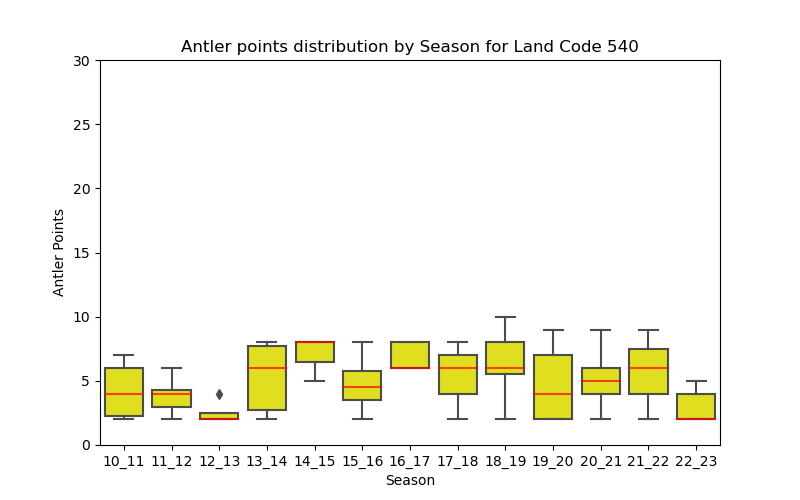 Antler points distribution by Season for Land Code 540
30
25
20
15
10
5
0
Antler Points
10_11 11_12 12_13 13_14 14_15 15_16 16_17 17_18 18_19 19_20 20_21 21_22 22_23
Season